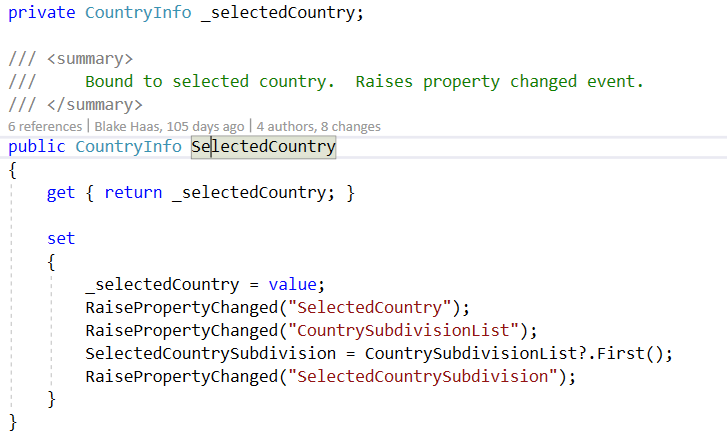 private CountryInfo _selectedCountry;
/// <summary>
///     Bound to selected country.  Raises property changed event.
/// </summary>
6 references | Blake Haas, 105 days ago | 4 authors, 8 changes
public CountryInfo SelectedCountry
{
    get { return _selectedCountry; }
    set
    {
        _selectedCountry = value;
        RaisePropertyChanged("SelectedCountry");
        RaisePropertyChanged("CountrySubdivisionList");
        SelectedCountrySubdivision = CountrySubdivisionList?.First();
        RaisePropertyChanged("SelectedCountrySubdivision");
    }
}